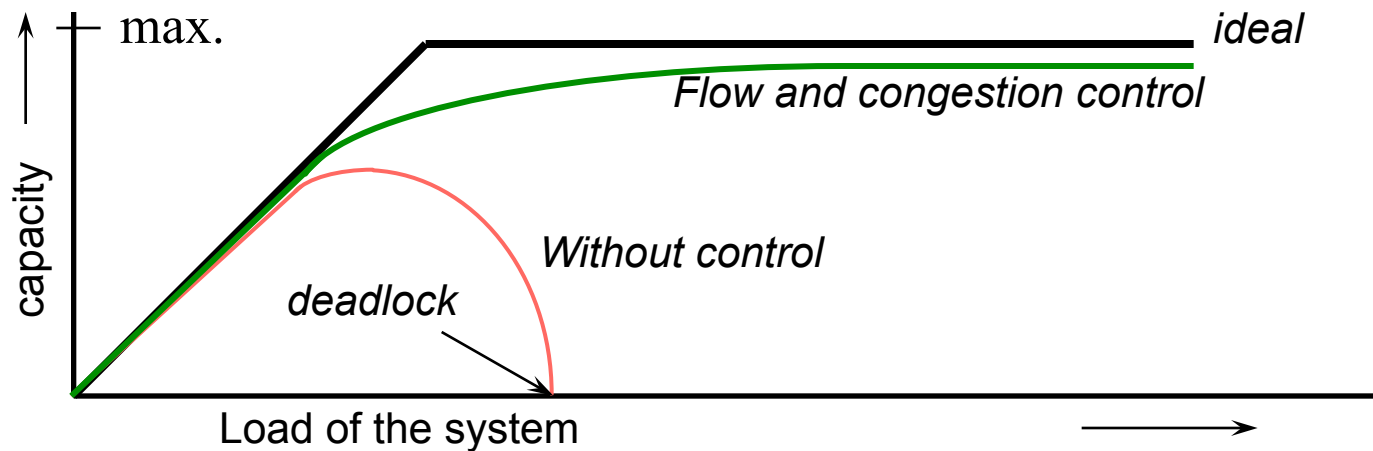 max.
ideal
Flow and congestion control
capacity
Without control
deadlock
Load of the system